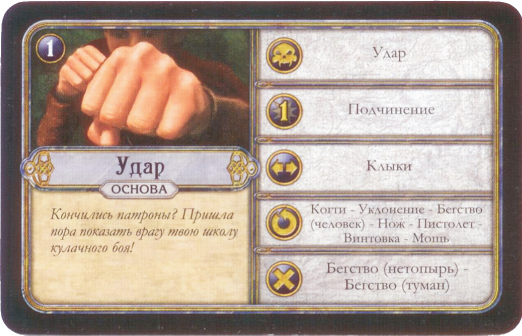 1
Удар
ОСНОВА
Кончились патроны? Пришла
пора показать врагу твою школу
кулачного боя!
Удар
1
Подчинение
Клыки
Когти - Уклонение - Бегство
(человек) - Нож - Пистолет -
Винтовка - Мощь
Бегство (нетопырь) -
Бегство (туман)